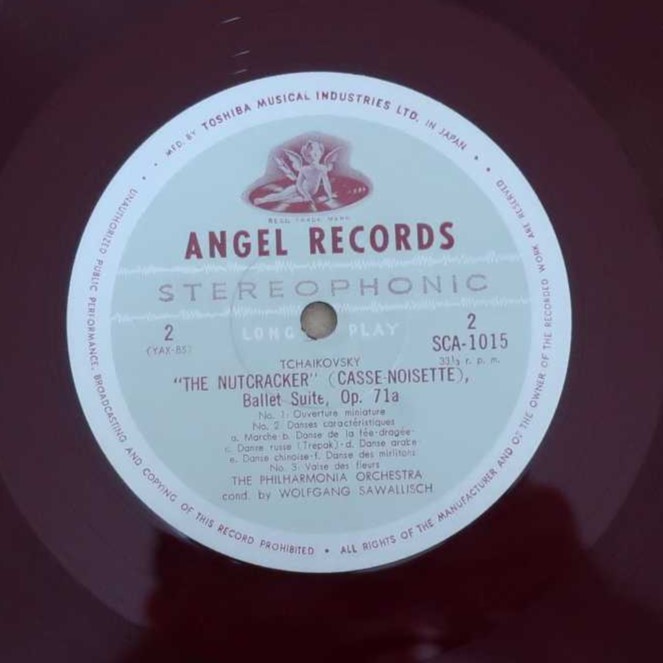 MFD. BY TOSHIBA MUSICAL INDUSTRIES LTD. IN JAPAN
ANGEL RECORDS
STEREOPHONIC
LONG PLAY
2
(YAX-85)
2
SCA-1015
33⅓ r. p. m.
TCHAIKOVSKY
"THE NUTCRACKER" (CASSE-NOISETTE),
Ballet Suite, Op. 71a
No. 1: Ouverture miniature
No. 2: Danses caractéristiques
a. Marche-b. Danse de la fée-dragée-
c. Danse russe (Trepak)-d. Danse arabe-
e. Danse chinoise-f. Danse des mirlitons
No. 3: Valse des fleurs
THE PHILHARMONIA ORCHESTRA
cond. by WOLFGANG SAWALLISCH
UNAUTHORIZED PUBLIC PERFORMANCE, BROADCASTING AND COPYING OF THIS RECORD PROHIBITED • ALL RIGHTS OF THE MANUFACTURER AND OF THE OWNER OF THE RECORDED WORK ARE RESERVED